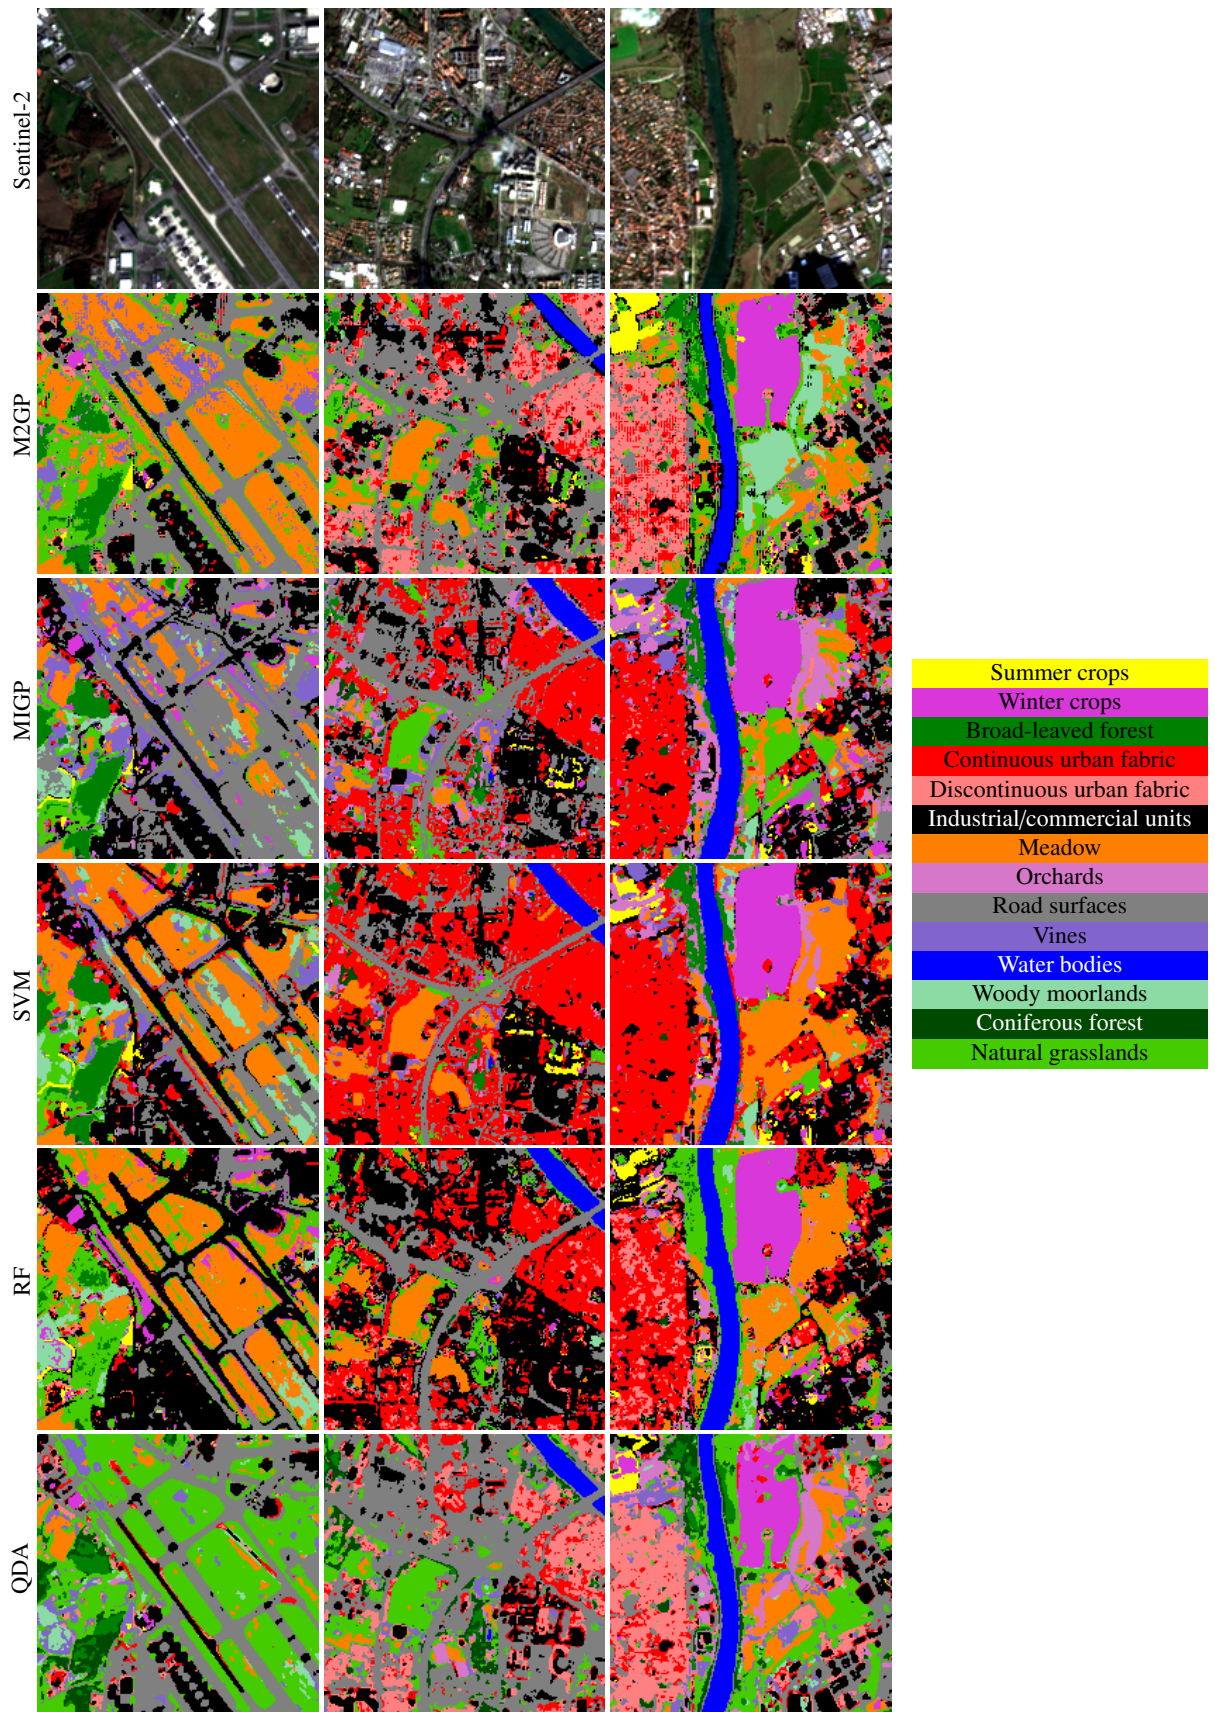 Sentinel-2
M2GP
MIGP
SVM
RF
QDA
Summer crops
Winter crops
Broad-leaved forest
Continuous urban fabric
Discontinuous urban fabric
Industrial/commercial units
Meadow
Orchards
Road surfaces
Vines
Water bodies
Woody moorlands
Coniferous forest
Natural grasslands